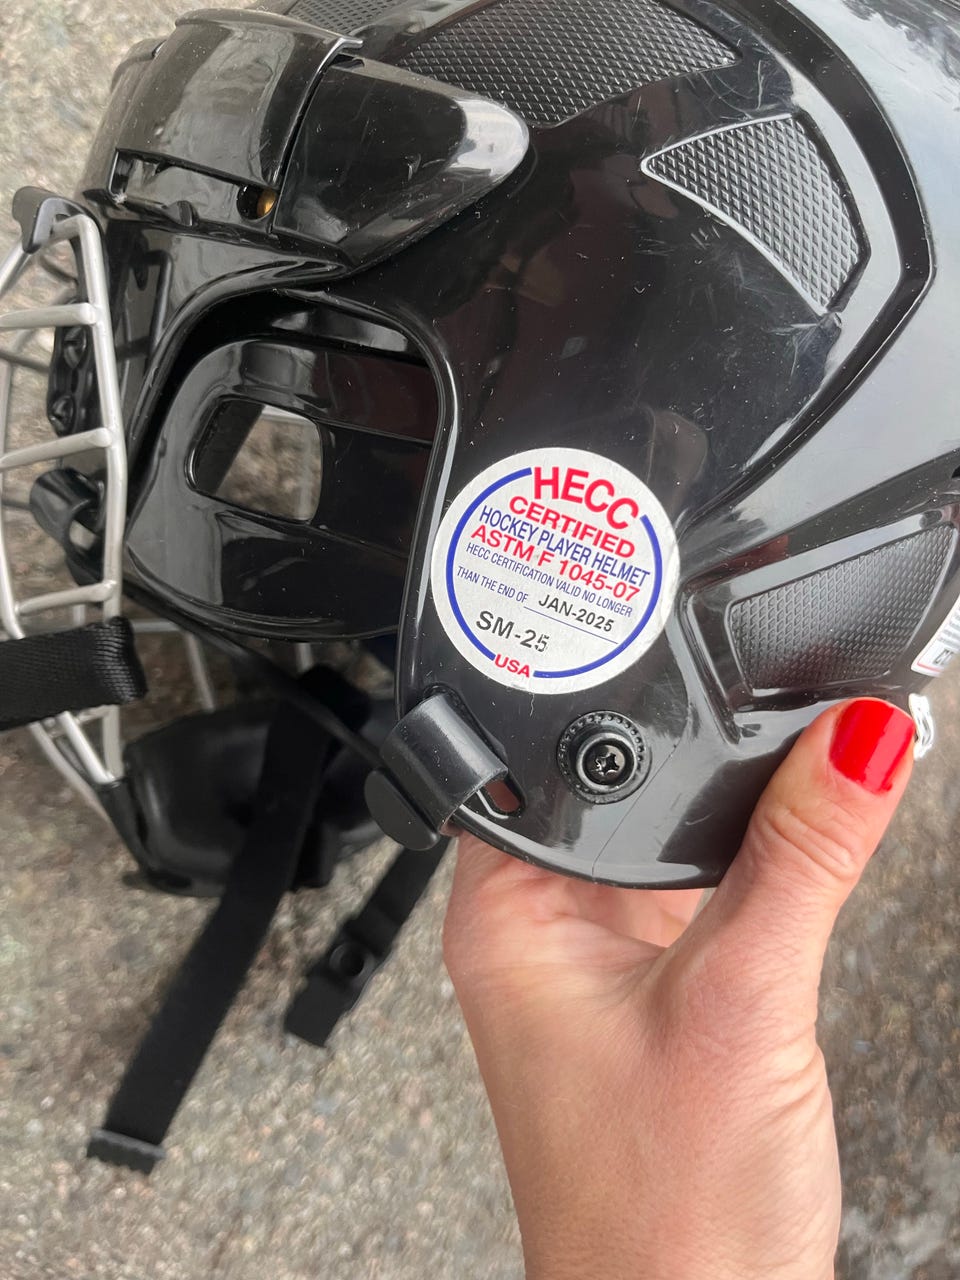 HECC
CERTIFIED
HOCKEY PLAYER HELMET
ASTM F 1045-07
HECC CERTIFICATION VALID NO LONGER
THAN THE END OF JAN-2025
SM-25
USA